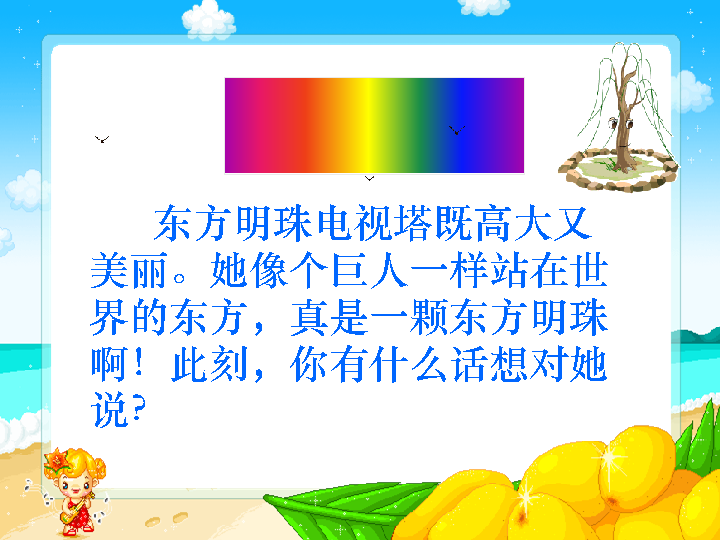 东方明珠电视塔既高大又
美丽。她像个巨人一样站在世
界的东方，真是一颗东方明珠
啊！此刻，你有什么话想对她
说？